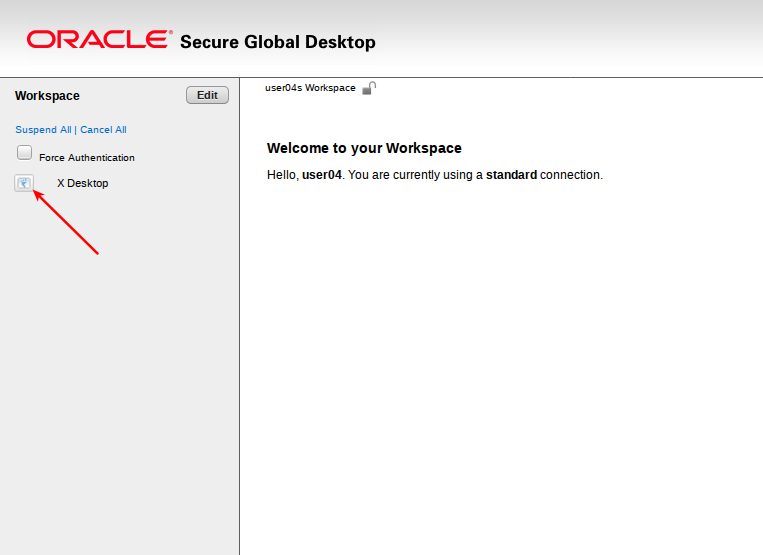 ORACLE® Secure Global Desktop
Workspace
Edit
Suspend All | Cancel All
Force Authentication
X Desktop
user04s Workspace
Welcome to your Workspace
Hello, user04. You are currently using a standard connection.